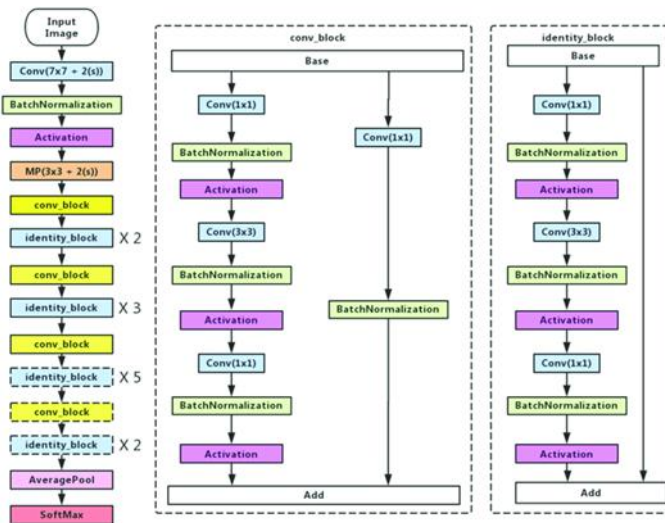 Input
Image
Conv(7x7 + 2(s))
BatchNormalization
Activation
MP(3x3 + 2(s))
conv_block
identity_block X 2
conv_block
identity_block X 3
conv_block
identity_block X 5
conv_block
identity_block X 2
AveragePool
SoftMax
conv_block
Base
Conv(1x1)
BatchNormalization
Activation
Conv(3x3)
BatchNormalization
Activation
Conv(1x1)
BatchNormalization
Activation
Conv(1x1)
BatchNormalization
Add
identity_block
Base
Conv(1x1)
BatchNormalization
Activation
Conv(3x3)
BatchNormalization
Activation
Conv(1x1)
BatchNormalization
Activation
Add